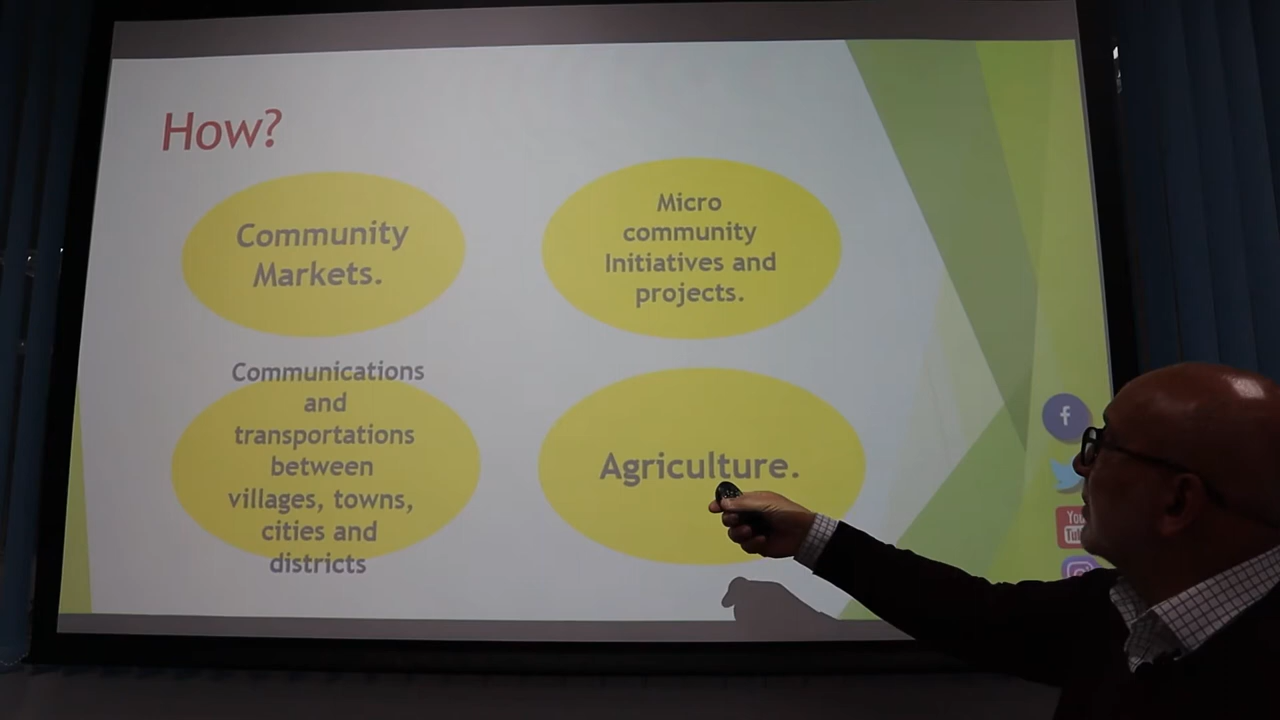 How?
Community
Markets.
Micro
community
Initiatives and
projects.
Communications
and
transportations
between
villages, towns,
cities and
districts
Agriculture.
f